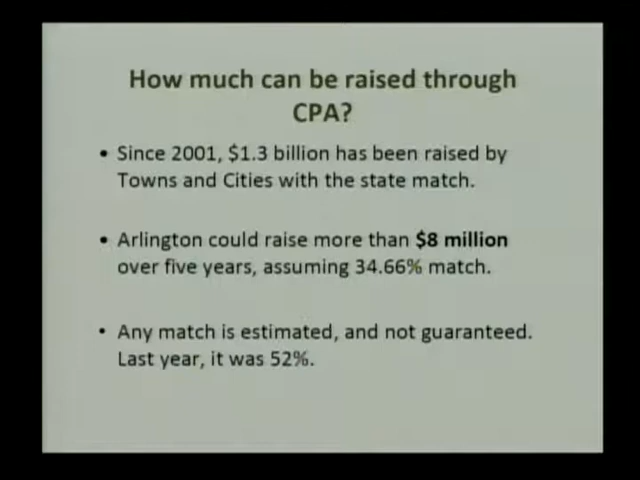 How much can be raised through
CPA?
• Since 2001, $1.3 billion has been raised by
Towns and Cities with the state match.
• Arlington could raise more than $8 million
over five years, assuming 34.66% match.
• Any match is estimated, and not guaranteed.
Last year, it was 52%.